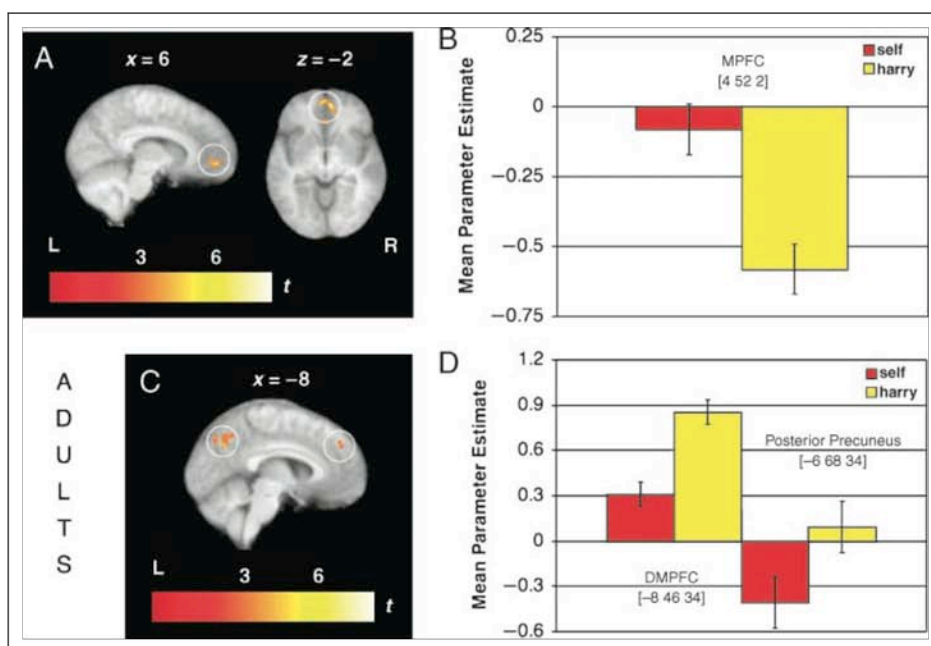 A
x = 6
z = −2
L
R
3
6
t
B
0.25
0
−0.25
−0.5
−0.75
Mean Parameter Estimate
MPFC
[4 52 2]
self
harry
A
D
U
L
T
S
C
x = −8
L
3
6
t
D
1.2
0.9
0.6
0.3
0
−0.3
−0.6
Mean Parameter Estimate
self
harry
Posterior Precuneus
[−6 68 34]
DMPFC
[−8 46 34]